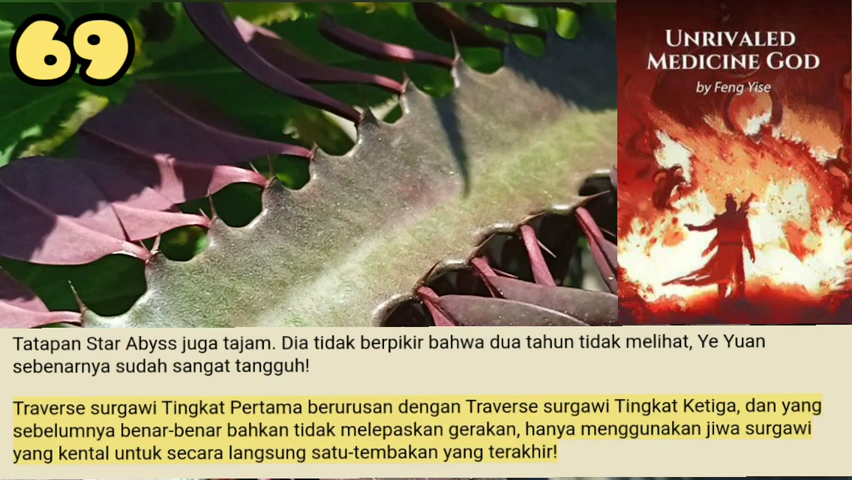 69
UNRIVALED
MEDICINE GOD
by Feng Yise
Tatapan Star Abyss juga tajam. Dia tidak berpikir bahwa dua tahun tidak melihat, Ye Yuan
sebenarnya sudah sangat tangguh!
Traverse surgawi Tingkat Pertama berurusan dengan Traverse surgawi Tingkat Ketiga, dan yang
sebelumnya benar-benar bahkan tidak melepaskan gerakan, hanya menggunakan jiwa surgawi
yang kental untuk secara langsung satu-tembakan yang terakhir!